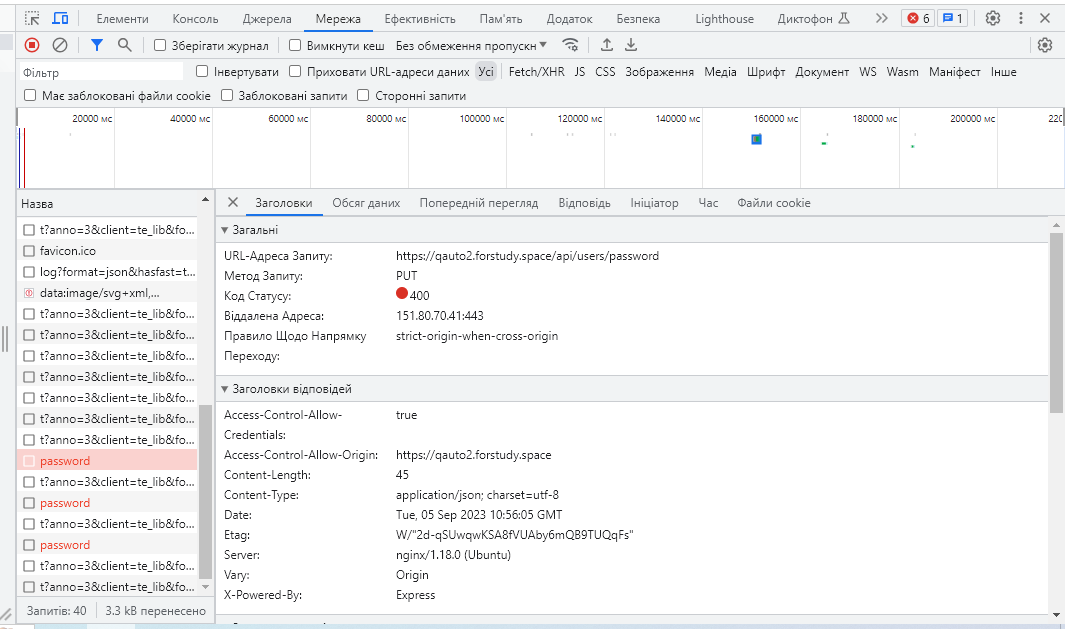 Елементи Консоль Джерела Мережа Ефективність Пам'ять Додаток Безпека Lighthouse Диктофон 6 1
Зберігати журнал Вимкнути кеш Без обмеження пропускн
Фільтр Інвертувати Приховати URL-адреси даних Усі Fetch/XHR JS CSS Зображення Медіа Шрифт Документ WS Wasm Маніфест Інше
Має заблоковані файли cookie Заблоковані запити Сторонні запити
20000 мс 40000 мс 60000 мс 80000 мс 100000 мс 120000 мс 140000 мс 160000 мс 180000 мс 200000 мс 220
Назва
t?anno=3&client=te_lib&fo...
favicon.ico
log?format=json&hasfast=t...
data:image/svg+xml,...
t?anno=3&client=te_lib&fo...
t?anno=3&client=te_lib&fo...
t?anno=3&client=te_lib&fo...
t?anno=3&client=te_lib&fo...
t?anno=3&client=te_lib&fo...
t?anno=3&client=te_lib&fo...
t?anno=3&client=te_lib&fo...
password
t?anno=3&client=te_lib&fo...
password
t?anno=3&client=te_lib&fo...
password
t?anno=3&client=te_lib&fo...
t?anno=3&client=te_lib&fo...
Запитів: 40 3.3 kB перенесено
Заголовки Обсяг даних Попередній перегляд Відповідь Ініціатор Час Файли cookie
Загальні
URL-Адреса Запиту: https://qauto2.forstudy.space/api/users/password
Метод Запиту: PUT
Код Статусу: 400
Віддалена Адреса: 151.80.70.41:443
Правило Щодо Напрямку strict-origin-when-cross-origin
Переходу:
Заголовки відповідей
Access-Control-Allow- true
Credentials:
Access-Control-Allow-Origin: https://qauto2.forstudy.space
Content-Length: 45
Content-Type: application/json; charset=utf-8
Date: Tue, 05 Sep 2023 10:56:05 GMT
Etag: W/"2d-qSUwqwKSA8fVUAby6mQB9TUQqFs"
Server: nginx/1.18.0 (Ubuntu)
Vary: Origin
X-Powered-By: Express